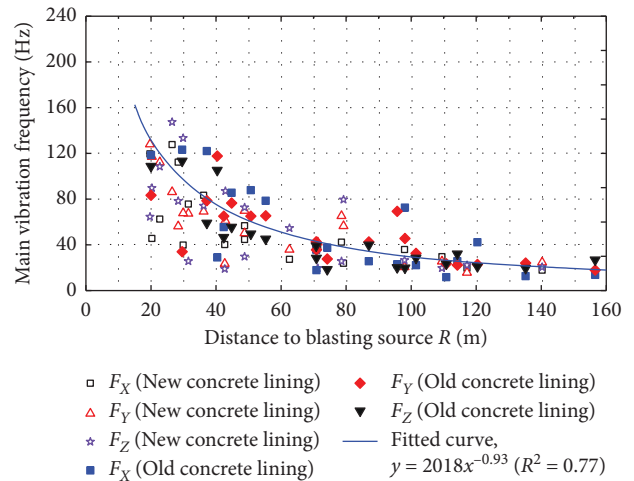 240
200
160
120
80
40
0
Main vibration frequency (Hz)
0 20 40 60 80 100 120 140 160
Distance to blasting source R (m)
F_X (New concrete lining)
F_Y (New concrete lining)
F_Z (New concrete lining)
F_X (Old concrete lining)
F_Y (Old concrete lining)
F_Z (Old concrete lining)
Fitted curve,
y = 2018x^{–0.93} (R² = 0.77)